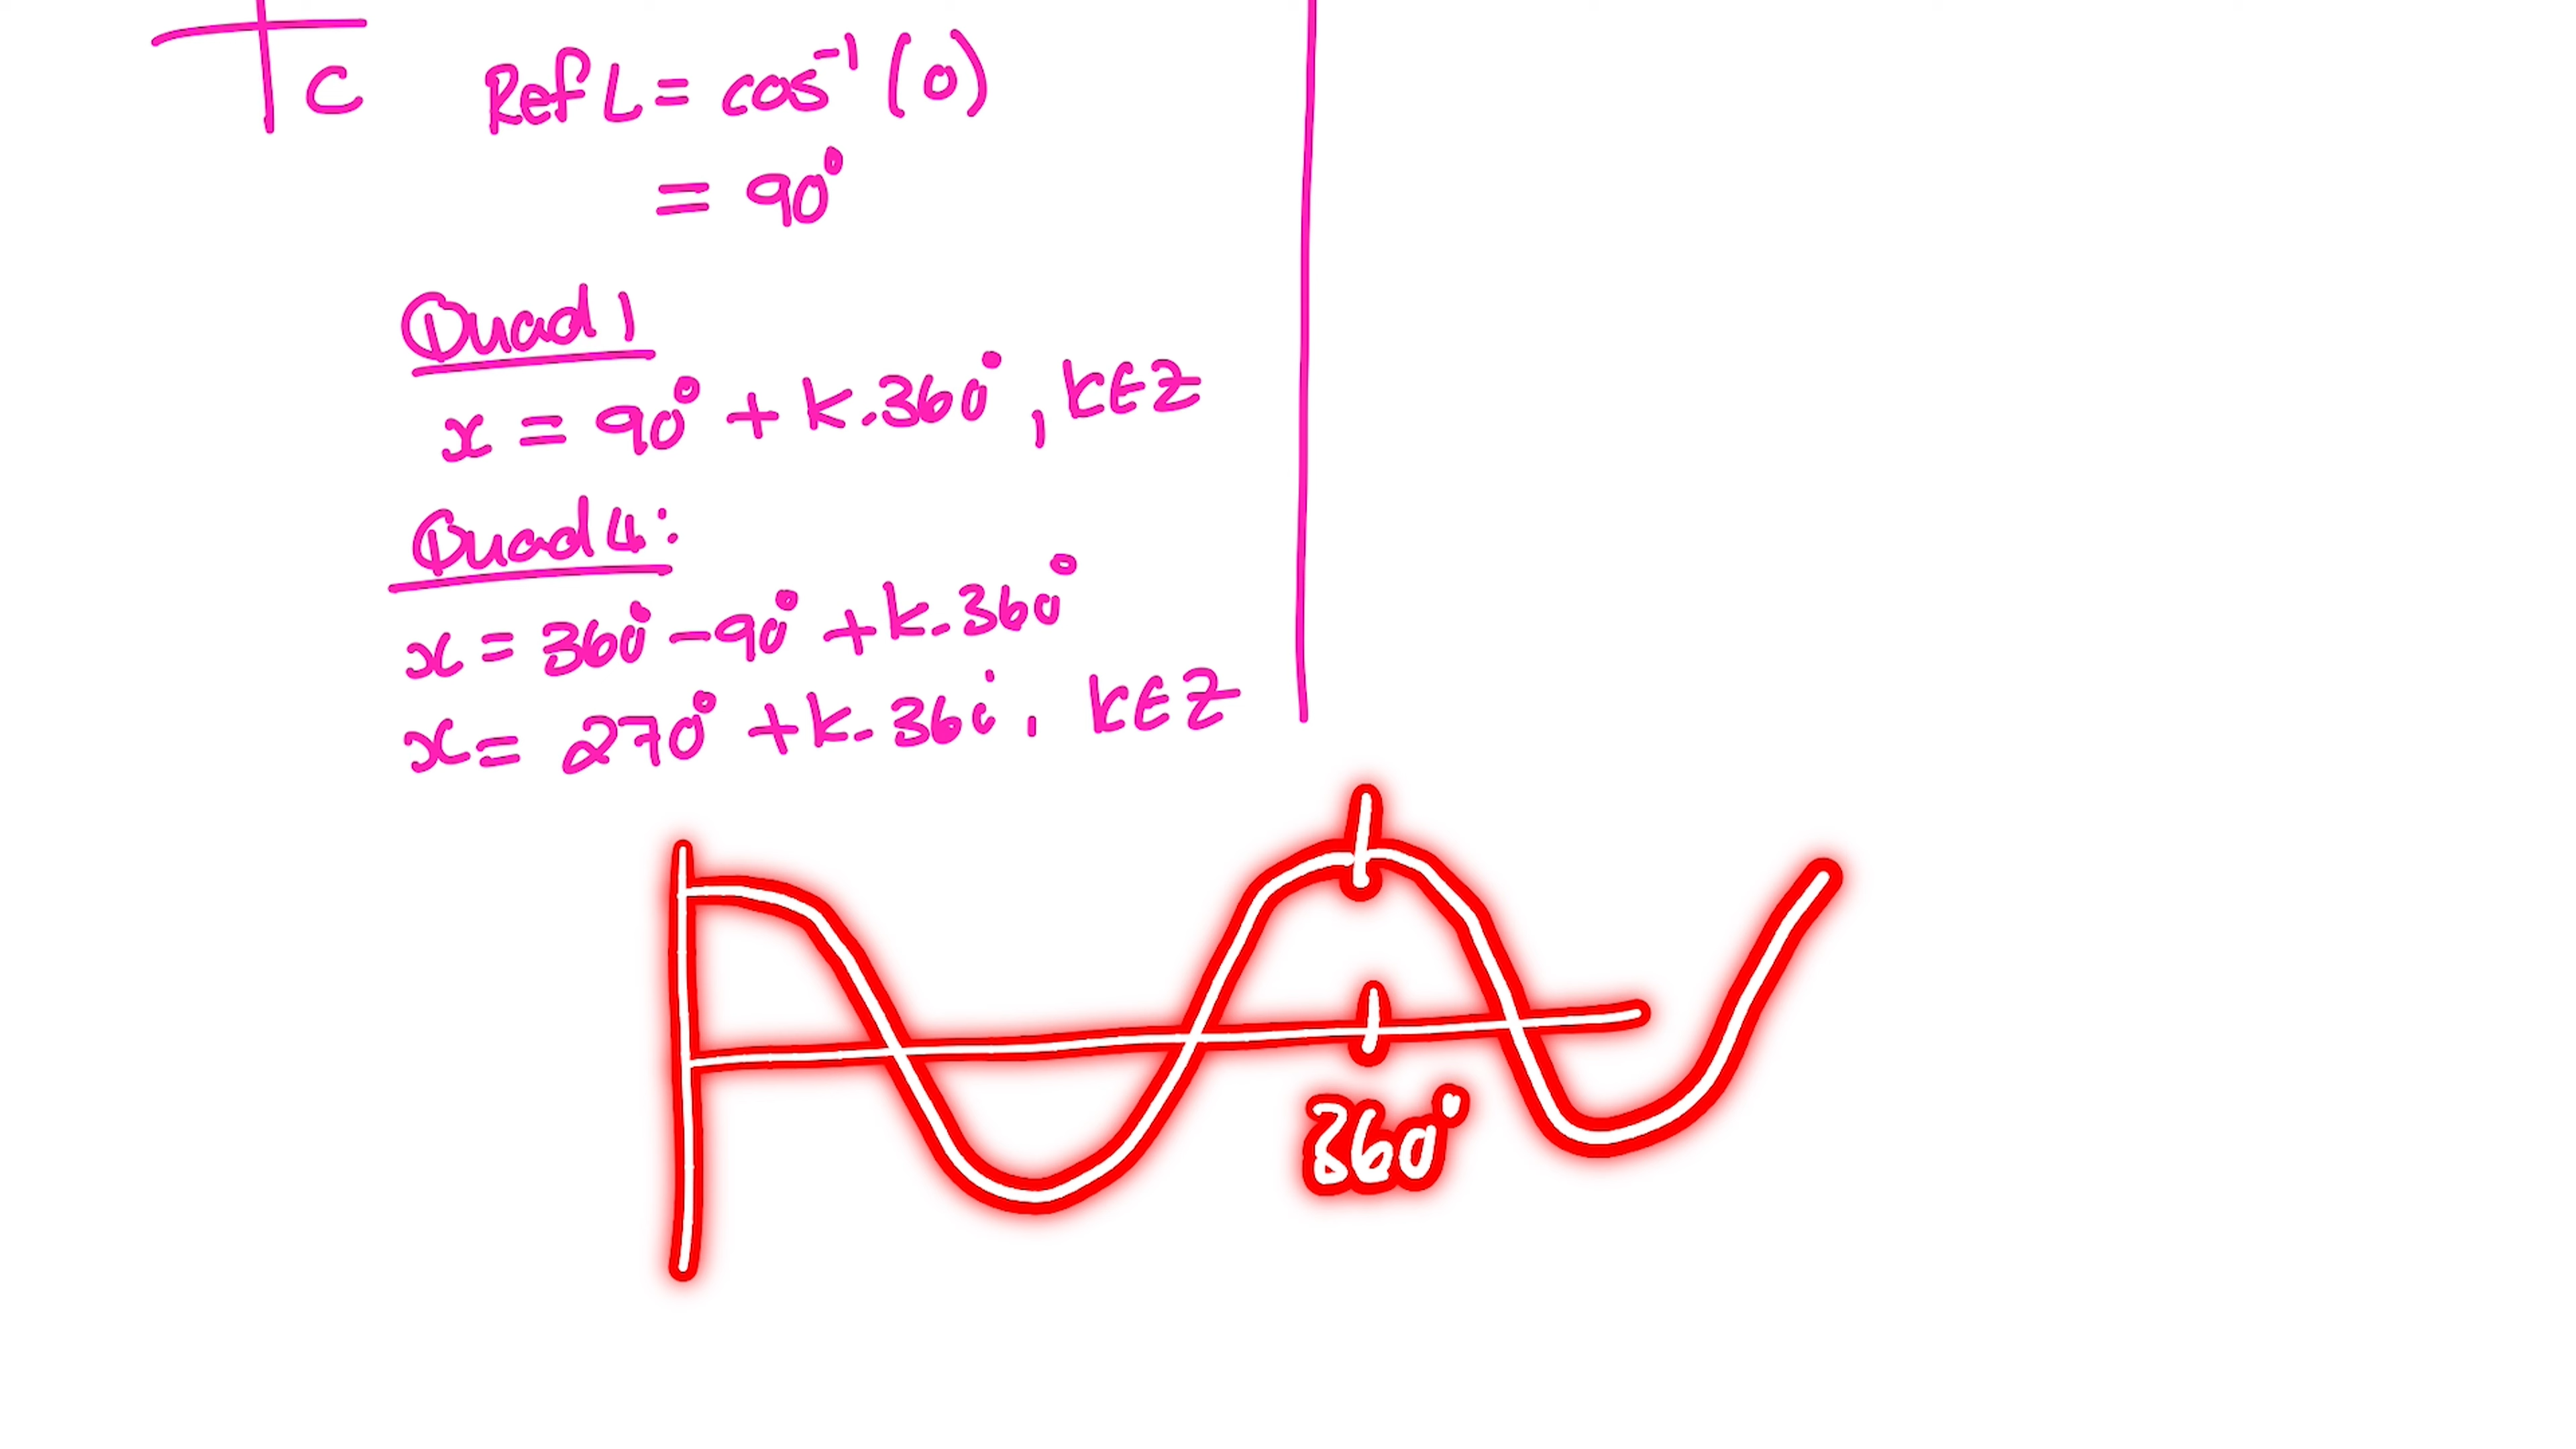 C
Ref L = cos⁻¹(0)
= 90°
Quad 1
x = 90° + k.360°, k∈Z
Quad 4:
x = 360° - 90° + k.360°
x = 270° + k.360°, k∈Z
360°